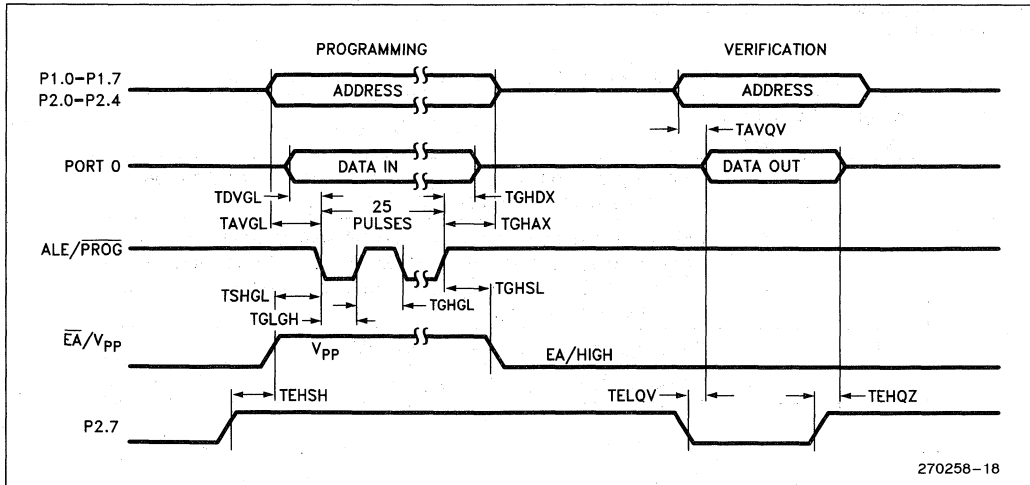 PROGRAMMING VERIFICATION
P1.0–P1.7
P2.0–P2.4
ADDRESS ADDRESS
TAVQV
PORT 0
DATA IN DATA OUT
TDVGL 25 TGHDX
TAVGL PULSES TGHAX
ALE/PROG
TSHGL TGHSL
TGLGH TGHGL
EA/VPP
VPP EA/HIGH
TEHSH TELQV TEHQZ
P2.7
270258–18